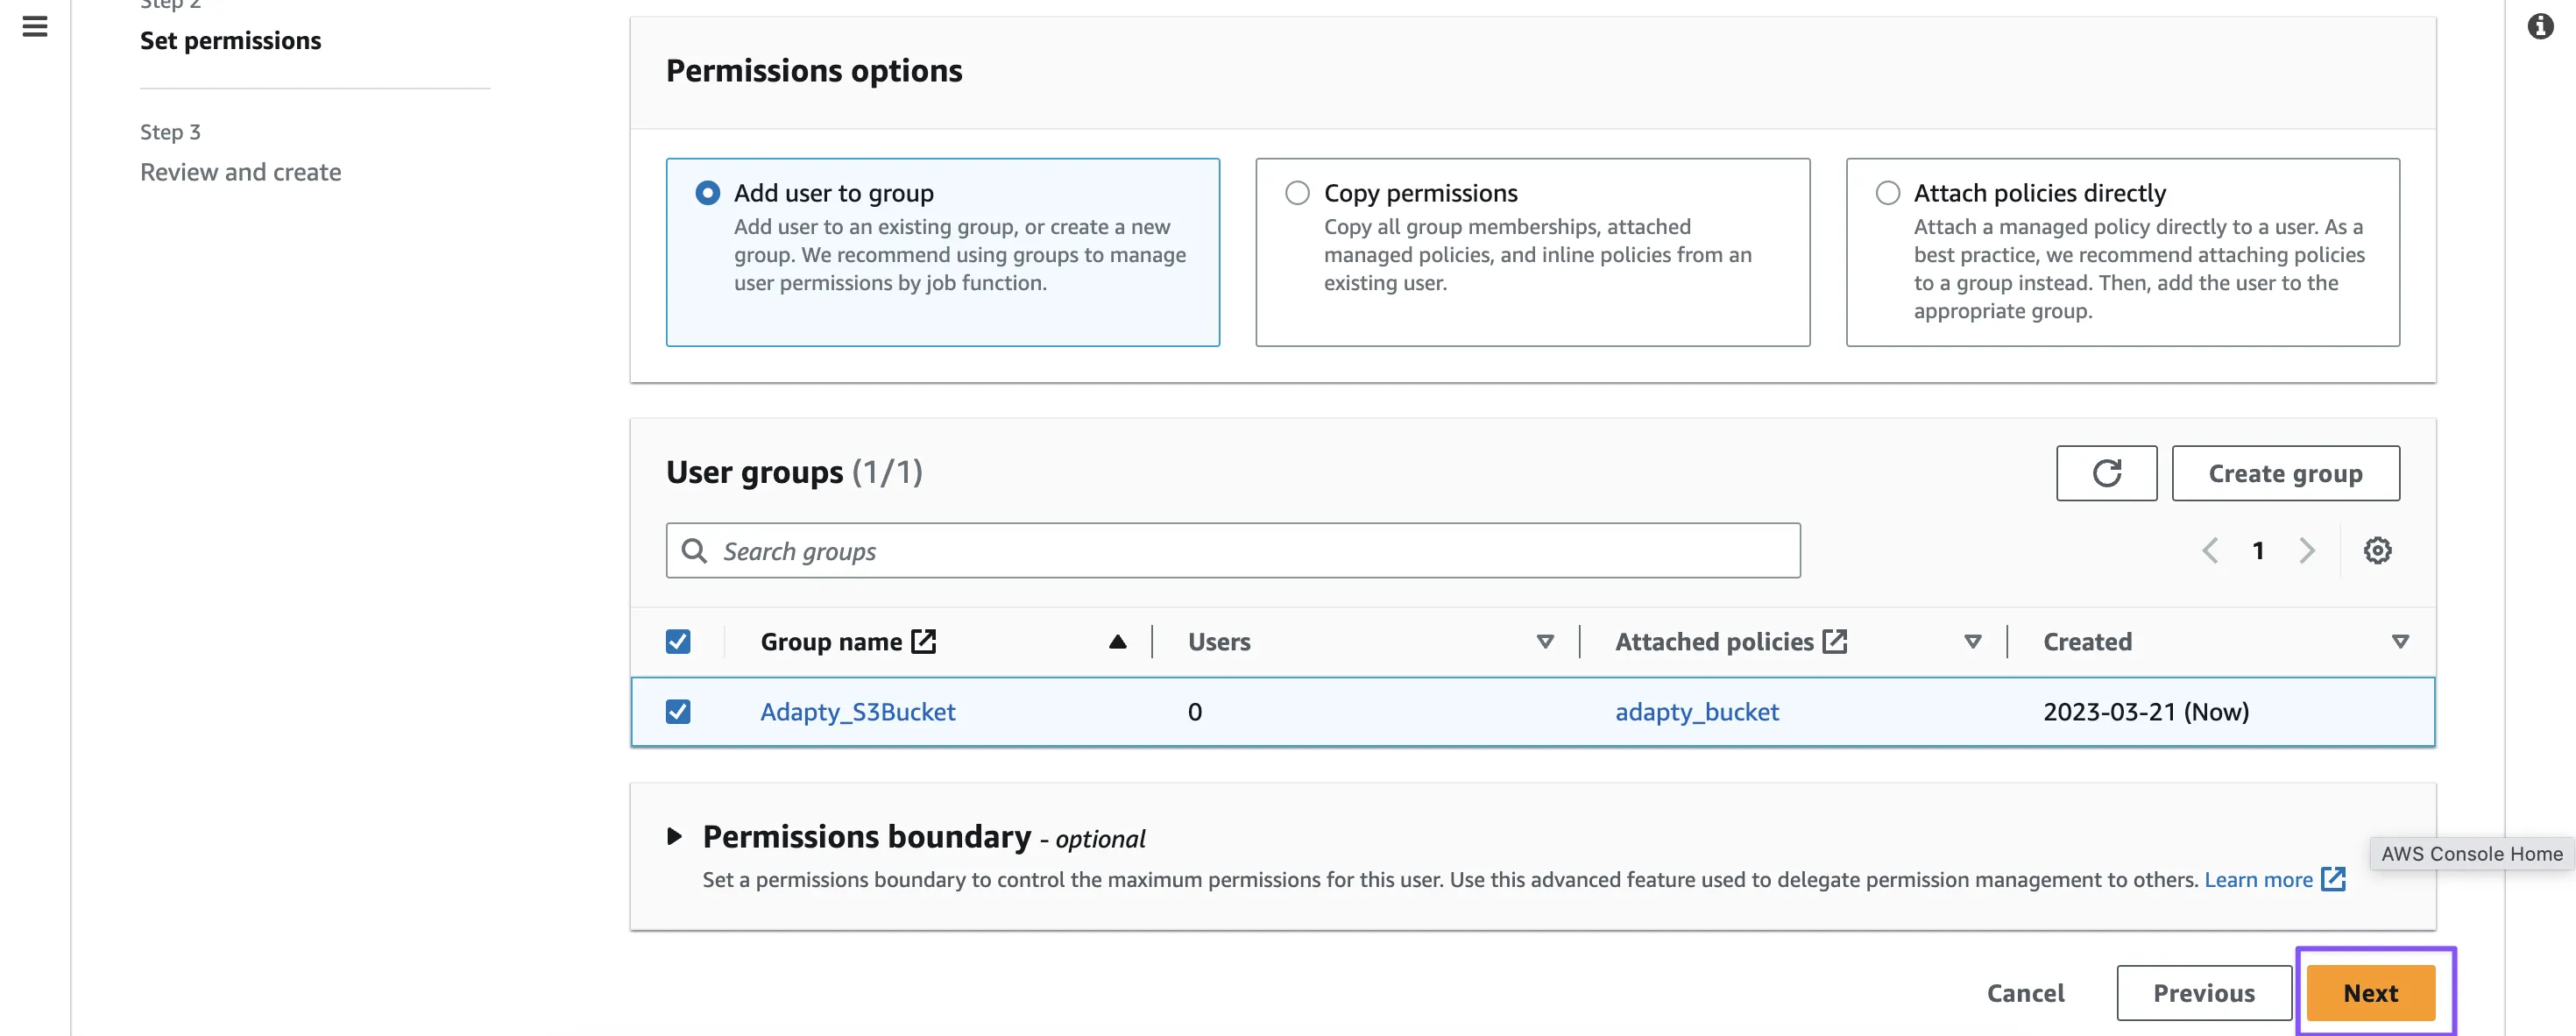 Step 2
Set permissions
Step 3
Review and create
Permissions options
Add user to group
Add user to an existing group, or create a new
group. We recommend using groups to manage
user permissions by job function.
Copy permissions
Copy all group memberships, attached
managed policies, and inline policies from an
existing user.
Attach policies directly
Attach a managed policy directly to a user. As a
best practice, we recommend attaching policies
to a group instead. Then, add the user to the
appropriate group.
User groups (1/1)
Create group
Search groups
1
Group name Users Attached policies Created
Adapty_S3Bucket 0 adapty_bucket 2023-03-21 (Now)
Permissions boundary - optional
AWS Console Home
Set a permissions boundary to control the maximum permissions for this user. Use this advanced feature used to delegate permission management to others. Learn more
Cancel Previous Next